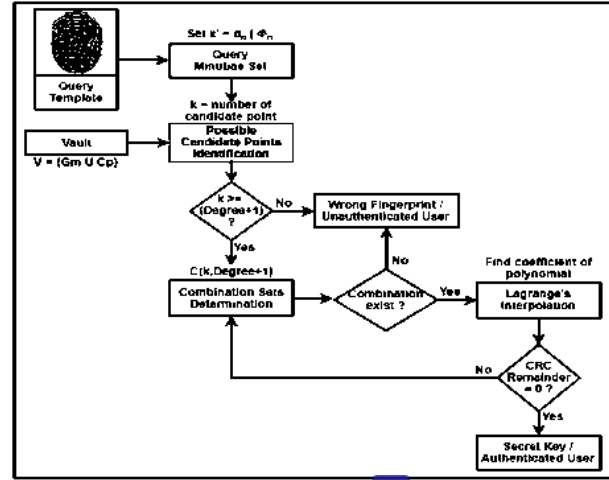 Query
Template
Query
Minutiae Set
k = number of
candidate point
Vault
V = (Gm U Cp)
Possible
Candidate Points
Identification
k >=
(Degree+1)
?
No
Wrong Fingerprint /
Unauthenticated User
Yes
C(k,Degree+1)
Combination Sets
Determination
No
Combination
exist ?
Yes
Find coefficient of
polynomial
Lagrange's
Interpolation
No
CRC
Remainder
= 0 ?
Yes
Secret Key /
Authenticated User